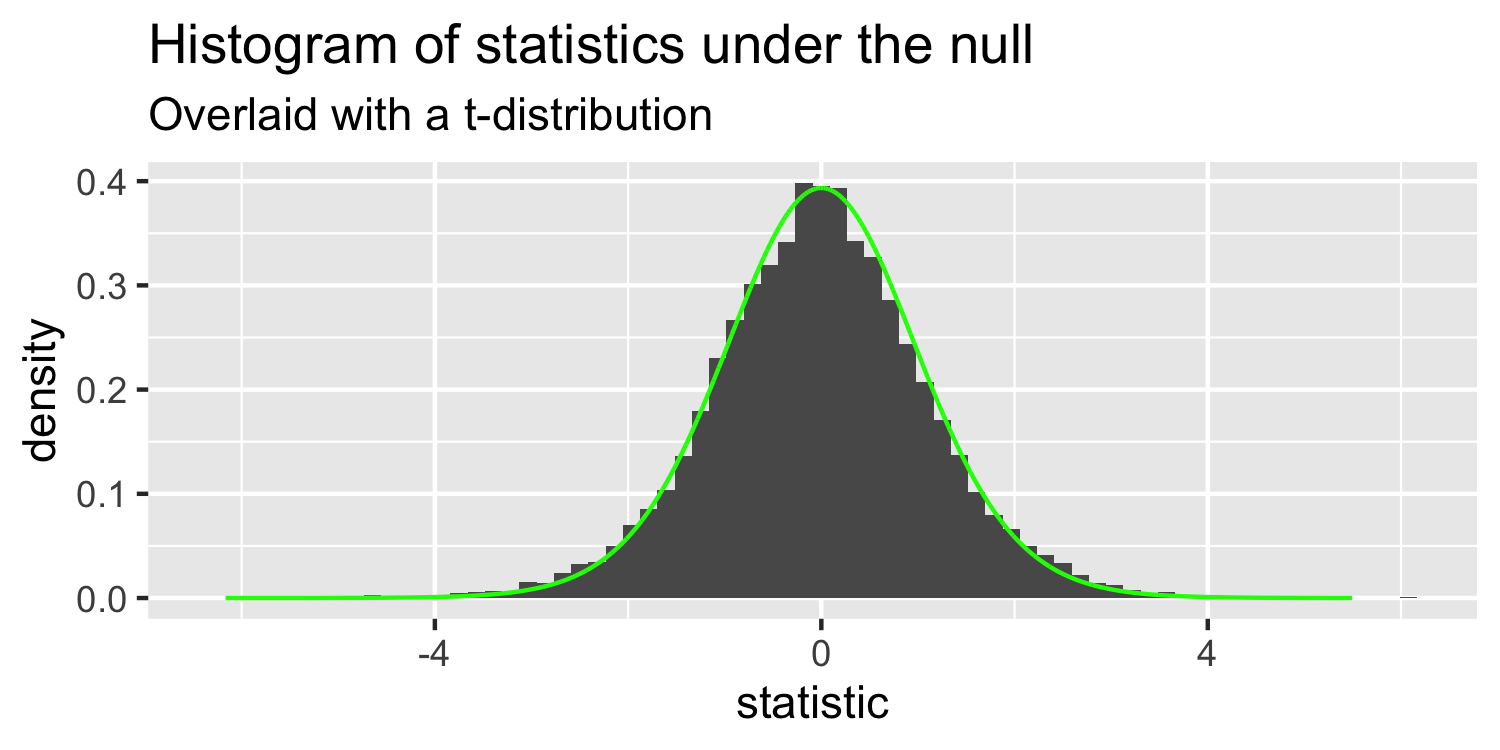 Histogram of statistics under the null
Overlaid with a t-distribution
0.4
0.3
0.2
0.1
0.0
density
-4 0 4
statistic